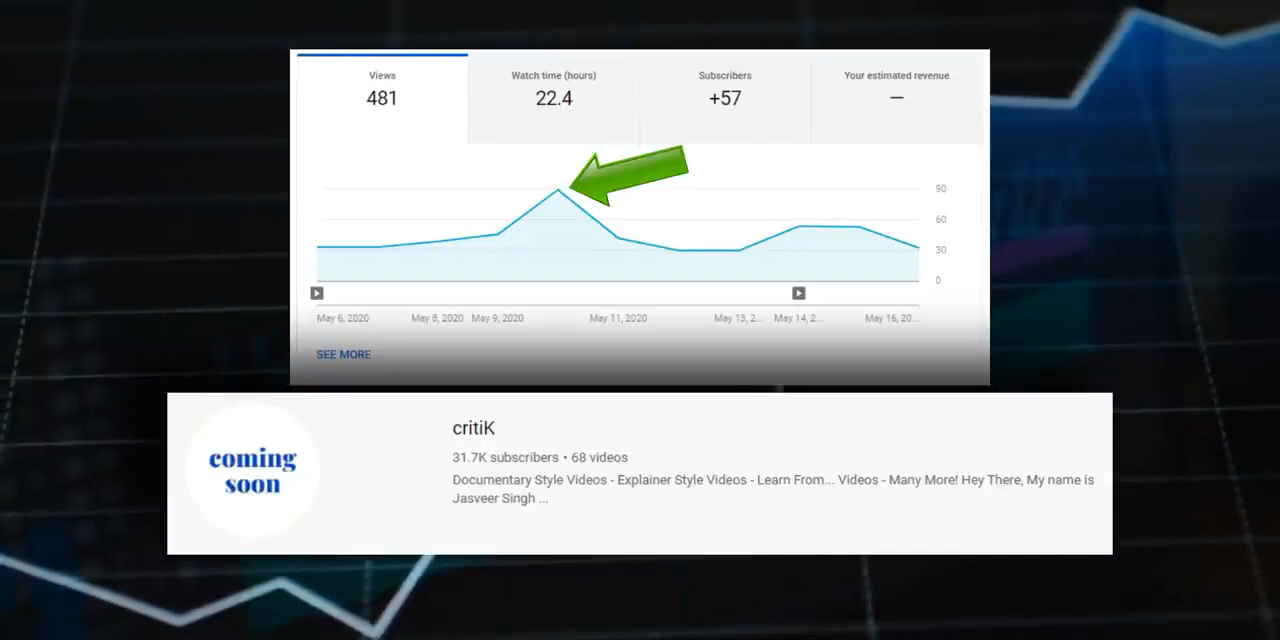 Views
481
Watch time (hours)
22.4
Subscribers
+57
Your estimated revenue
—
90
60
30
0
May 6, 2020 May 8, 2020 May 9, 2020 May 11, 2020 May 13, 2... May 14, 2... May 16, 20...
SEE MORE
coming
soon
critiK
31.7K subscribers • 68 videos
Documentary Style Videos - Explainer Style Videos - Learn From... Videos - Many More! Hey There, My name is
Jasveer Singh ...